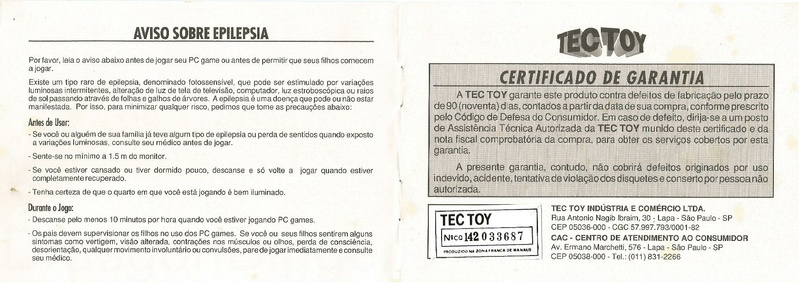 AVISO SOBRE EPILEPSIA
Por favor, leia o aviso abaixo antes de jogar seu PC game ou antes de permitir que seus filhos comecem
a jogar.
Existe um tipo raro de epilepsia, denominado fotossensível, que pode ser estimulado por variações
luminosas intermitentes, alteração de luz de tela de televisão, computador, luz estroboscópica ou raios
de sol passando através de folhas e galhos de árvores. A epilepsia é uma doença que pode ou não estar
manifestada. Por isso, para minimizar qualquer risco, pedimos que tome as precauções abaixo:
Antes de Usar:
- Se você ou alguém de sua família já teve algum tipo de epilepsia ou perda de sentidos quando exposto
a variações luminosas, consulte seu médico antes de jogar.
- Sente-se no mínimo a 1.5 m do monitor.
- Se você estiver cansado ou tiver dormido pouco, descanse e só volte a jogar quando estiver
completamente recuperado.
- Tenha certeza de que o quarto em que você está jogando é bem iluminado.
Durante o Jogo:
- Descanse pelo menos 10 minutos por hora quando você estiver jogando PC games.
- Os pais devem supervisionar os filhos no uso dos PC games. Se você ou seus filhos sentirem alguns
sintomas como vertigem, visão alterada, contrações nos músculos ou olhos, perda de consciência,
desorientação, qualquer movimento involuntário ou convulsões, pare de jogar imediatamente e consulte
seu médico.
TEC TOY
CERTIFICADO DE GARANTIA
A TEC TOY garante este produto contra defeitos de fabricação pelo prazo
de 90 (noventa) dias, contados a partir da data de sua compra, conforme prescrito
pelo Código de Defesa do Consumidor. Em caso de defeito, dirija-se a um posto
de Assistência Técnica Autorizada da TEC TOY munido deste certificado e da
nota fiscal comprobatória da compra, para obter os serviços cobertos por esta
garantia.
A presente garantia, contudo, não cobrirá defeitos originados por uso
indevido, acidente, tentativa de violação dos disquetes e conserto por pessoa não
autorizada.
TEC TOY
Nico 142 033687
PRODUZIDO NA ZONA FRANCA DE MANAUS
TEC TOY INDÚSTRIA E COMÉRCIO LTDA.
Rua Antonio Nagib Ibraim, 30 - Lapa - São Paulo - SP
CEP 05036-000 - CGC 57.997.793/0001-82
CAC - CENTRO DE ATENDIMENTO AO CONSUMIDOR
Av. Ermano Marchetti, 576 - Lapa - São Paulo - SP
CEP 05038-000 - Tel.: (011) 831-2266